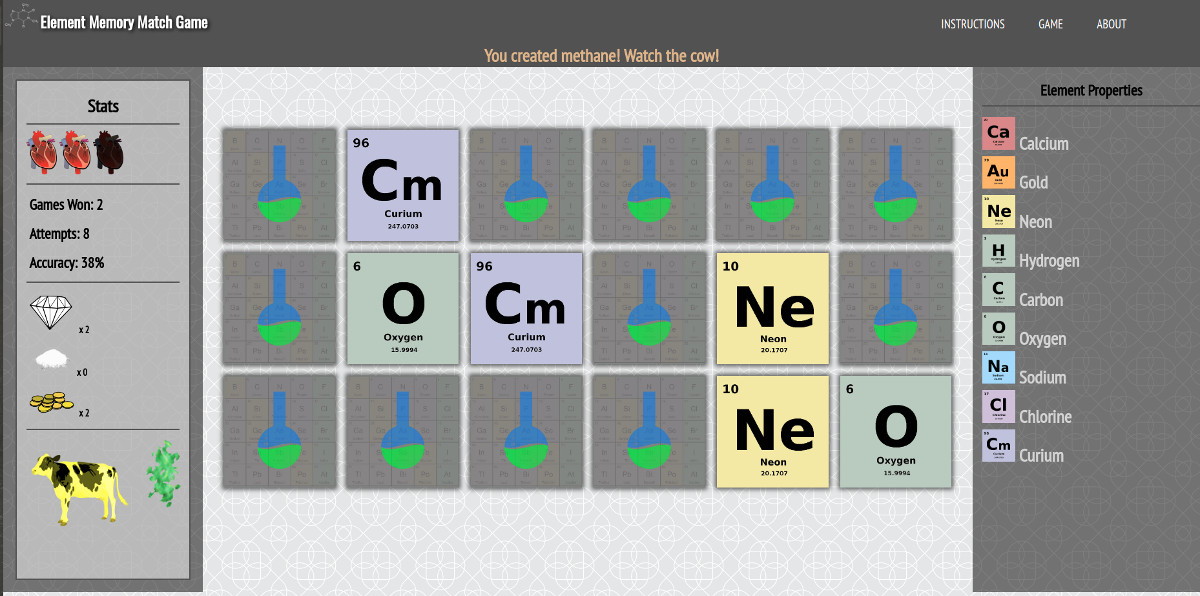 Element Memory Match Game
INSTRUCTIONS GAME ABOUT
You created methane! Watch the cow!
Stats
Games Won: 2
Attempts: 8
Accuracy: 38%
x 2
x 0
x 2
96
Cm
Curium
247.0703
6
O
Oxygen
15.9994
96
Cm
Curium
247.0703
10
Ne
Neon
20.1707
10
Ne
Neon
20.1707
6
O
Oxygen
15.9994
Element Properties
Ca Calcium
Au Gold
Ne Neon
H Hydrogen
C Carbon
O Oxygen
Na Sodium
Cl Chlorine
Cm Curium